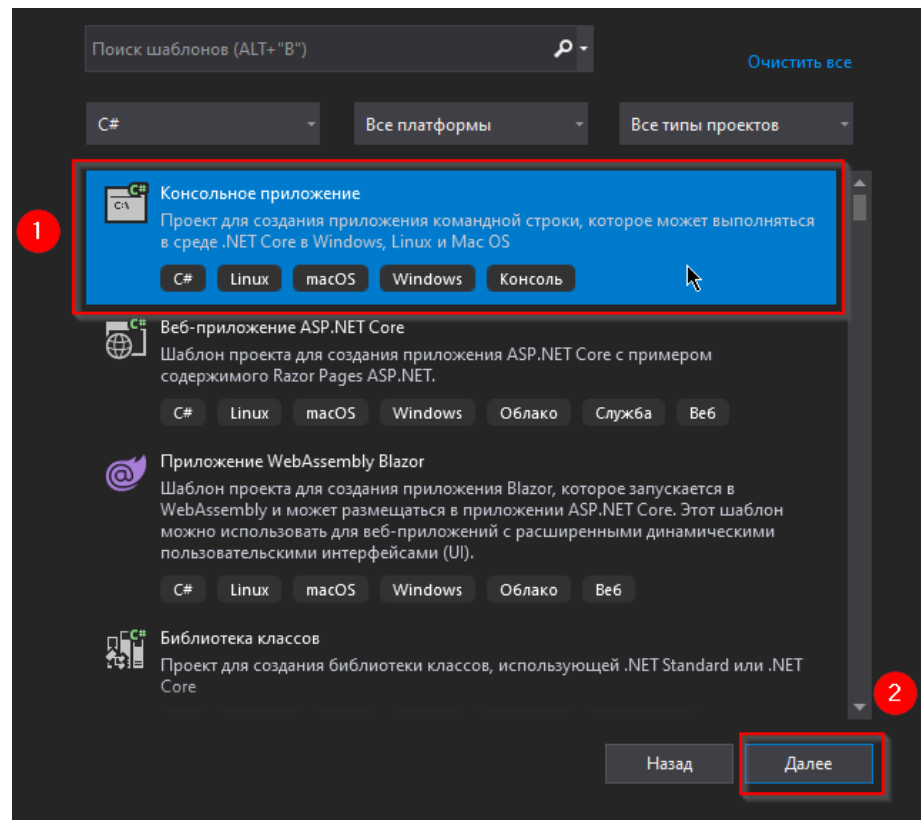 Поиск шаблонов (ALT+"В")
Очистить все
C#
Все платформы
Все типы проектов
1
C#
C:\
Консольное приложение
Проект для создания приложения командной строки, которое может выполняться
в среде .NET Core в Windows, Linux и Mac OS
C# Linux macOS Windows Консоль
C#
Веб-приложение ASP.NET Core
Шаблон проекта для создания приложения ASP.NET Core с примером
содержимого Razor Pages ASP.NET.
C# Linux macOS Windows Облако Служба Веб
@
Приложение WebAssembly Blazor
Шаблон проекта для создания приложения Blazor, которое запускается в
WebAssembly и может размещаться в приложении ASP.NET Core. Этот шаблон
можно использовать для веб-приложений с расширенными динамическими
пользовательскими интерфейсами (UI).
C# Linux macOS Windows Облако Веб
C#
Библиотека классов
Проект для создания библиотеки классов, использующей .NET Standard или .NET
Core
2
Назад
Далее